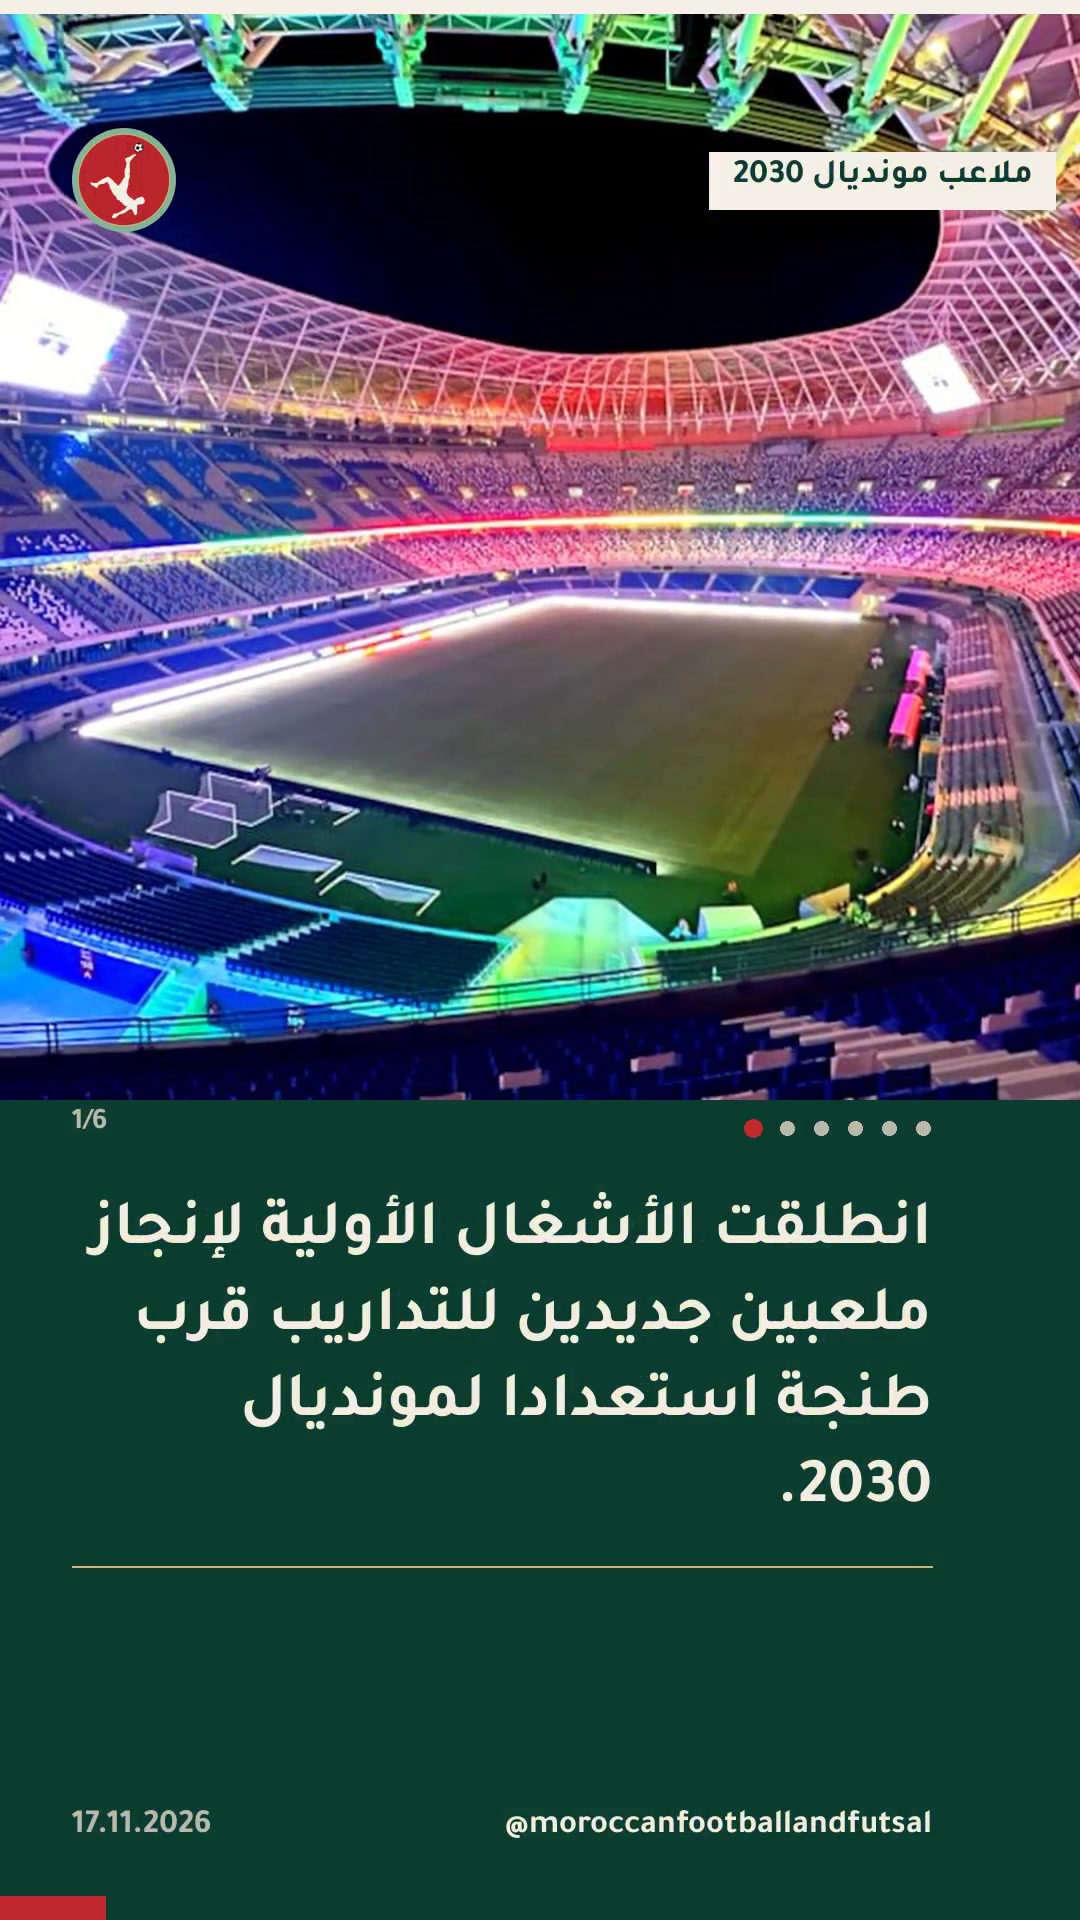 ملاعب مونديال 2030
1/6
انطلقت الأشغال الأولية لإنجاز
ملعبين جديدين للتداريب قرب
طنجة استعدادا لمونديال
2030.
17.11.2026
@moroccanfootballandfutsal